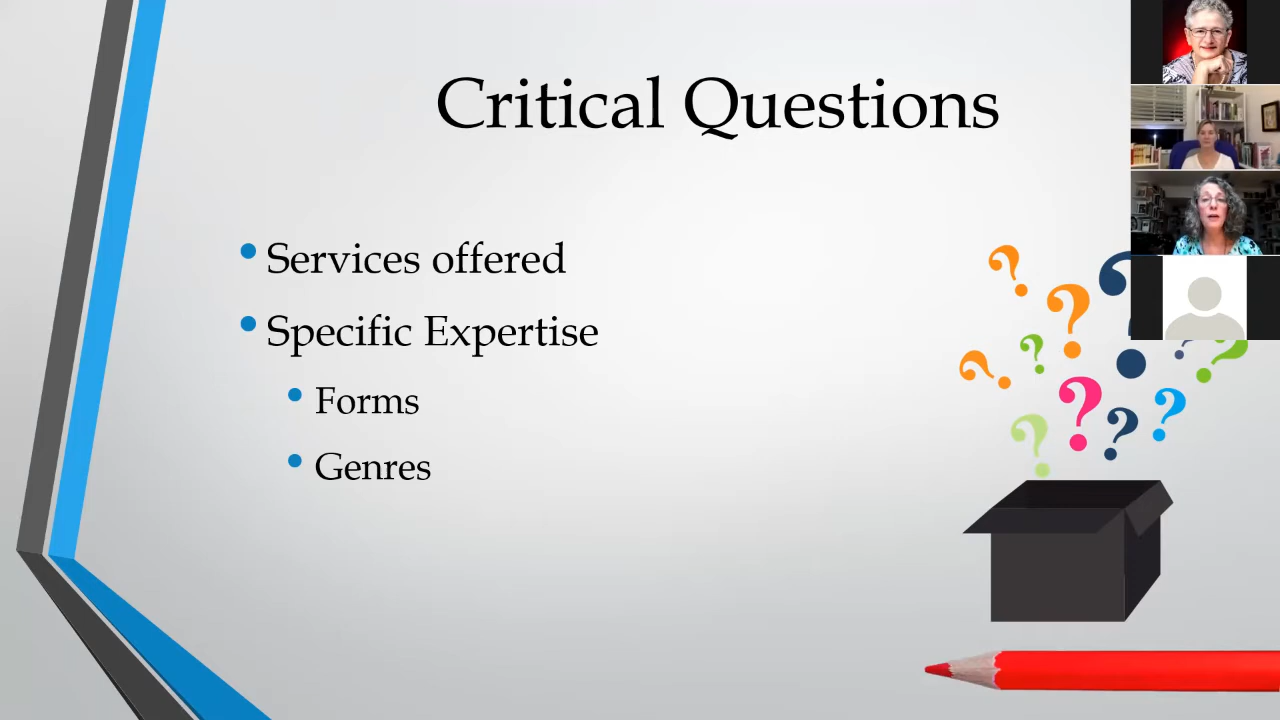 Critical Questions
Services offered
Specific Expertise
Forms
Genres